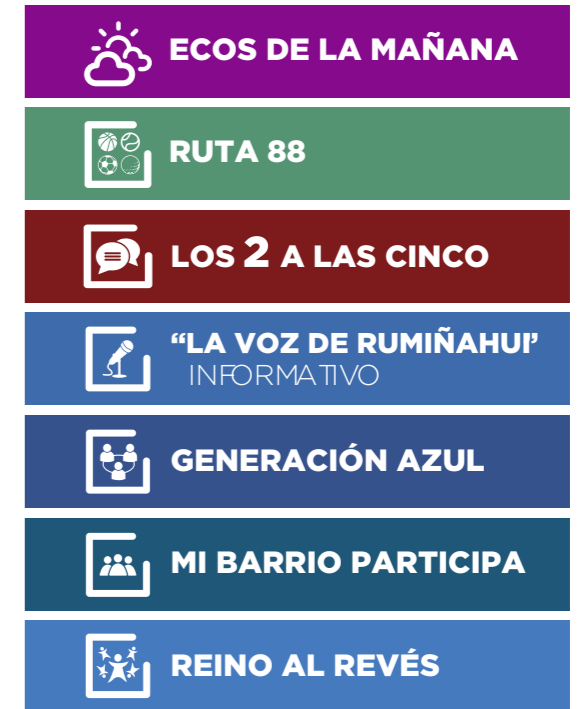 ECOS DE LA MAÑANA
RUTA 88
LOS 2 A LAS CINCO
“LA VOZ DE RUMIÑAHUI’
INFORMATIVO
GENERACIÓN AZUL
MI BARRIO PARTICIPA
REINO AL REVÉS